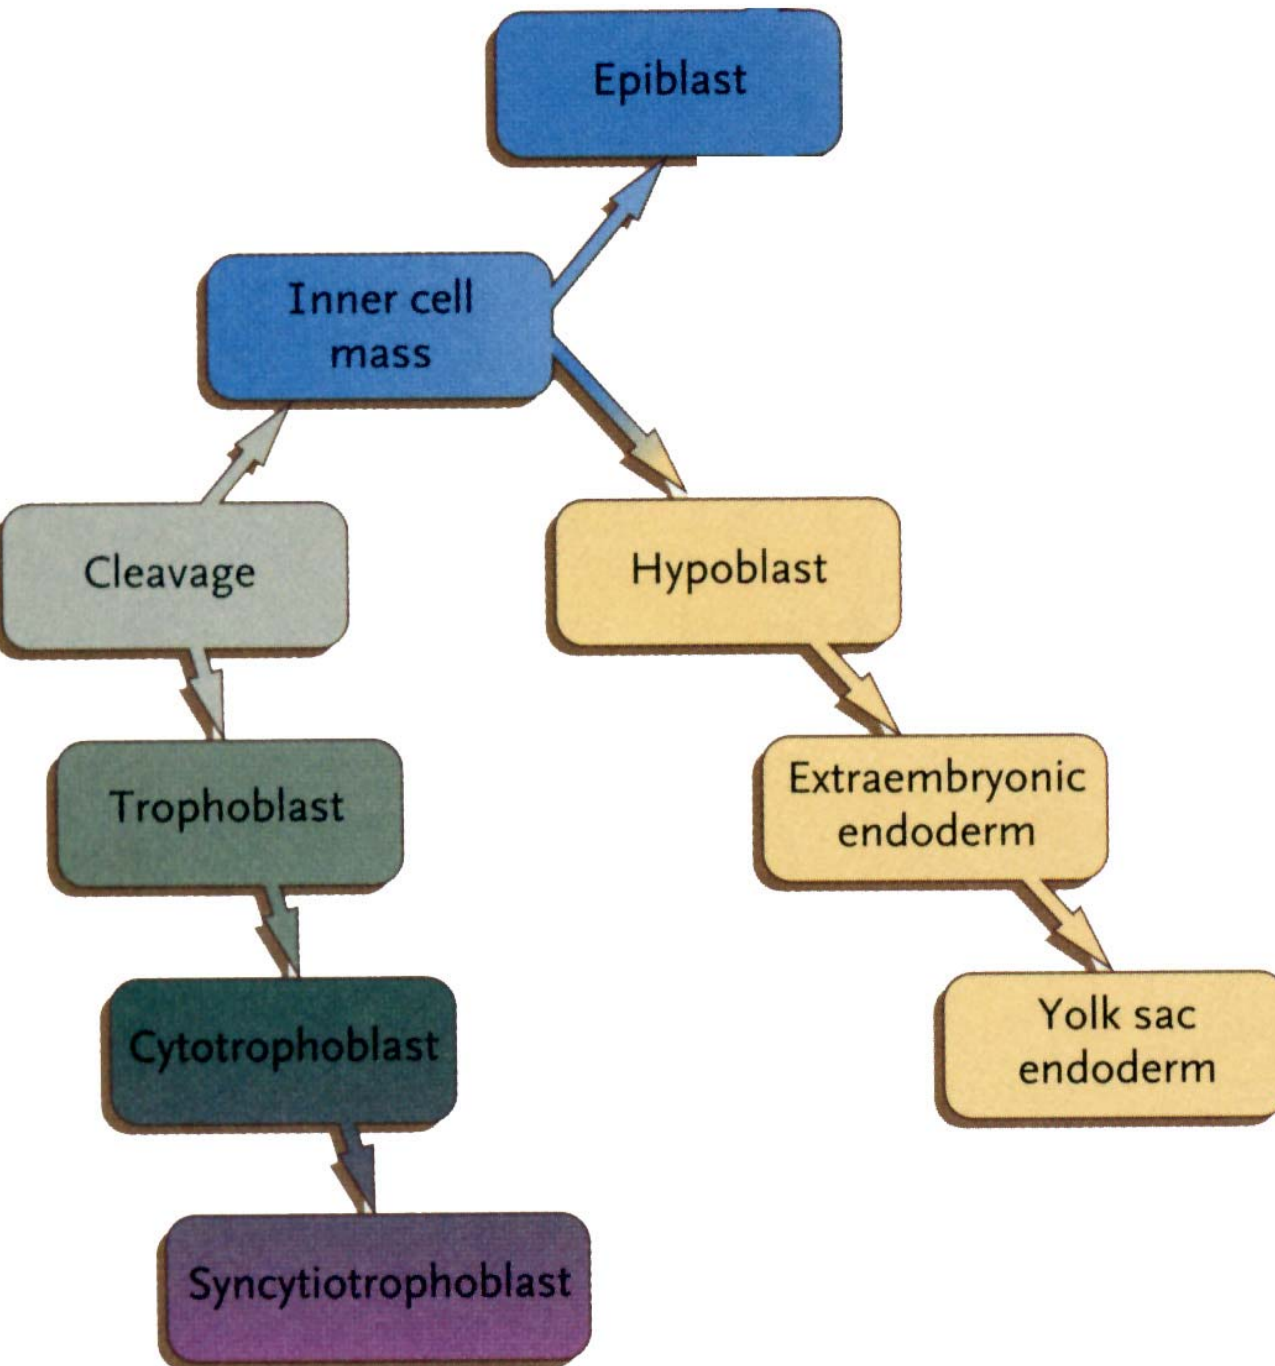 Epiblast
Inner cell
mass
Cleavage
Hypoblast
Trophoblast
Extraembryonic
endoderm
Cytotrophoblast
Yolk sac
endoderm
Syncytiotrophoblast